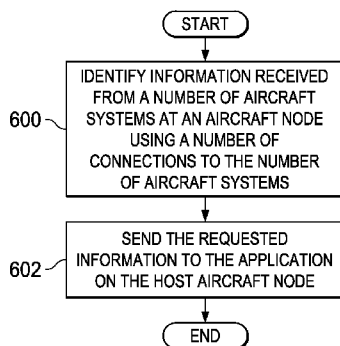 START
IDENTIFY INFORMATION RECEIVED
FROM A NUMBER OF AIRCRAFT
SYSTEMS AT AN AIRCRAFT NODE
USING A NUMBER OF
CONNECTIONS TO THE NUMBER
OF AIRCRAFT SYSTEMS
600
SEND THE REQUESTED
INFORMATION TO THE APPLICATION
ON THE HOST AIRCRAFT NODE
602
END